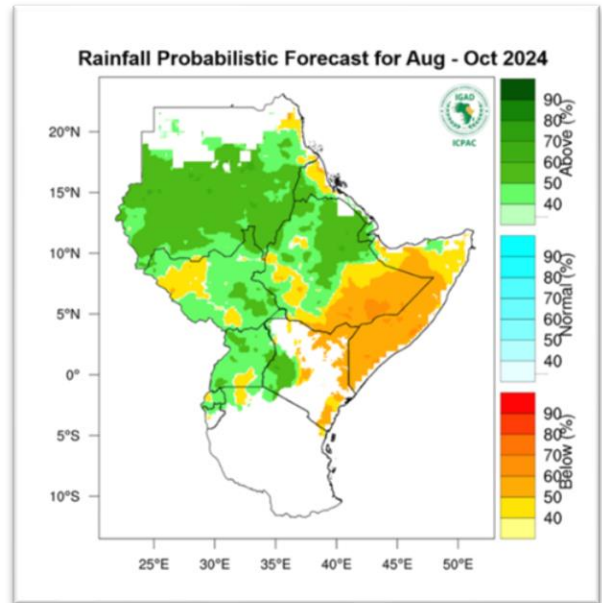 Rainfall Probabilistic Forecast for Aug - Oct 2024
IGAD
ICPAC
20°N
15°N
10°N
5°N
0°
5°S
10°S
25°E
30°E
35°E
40°E
45°E
50°E
90
80
70
60
50
40
Above (%)
90
80
70
60
50
40
Normal (%)
90
80
70
60
50
40
Below (%)